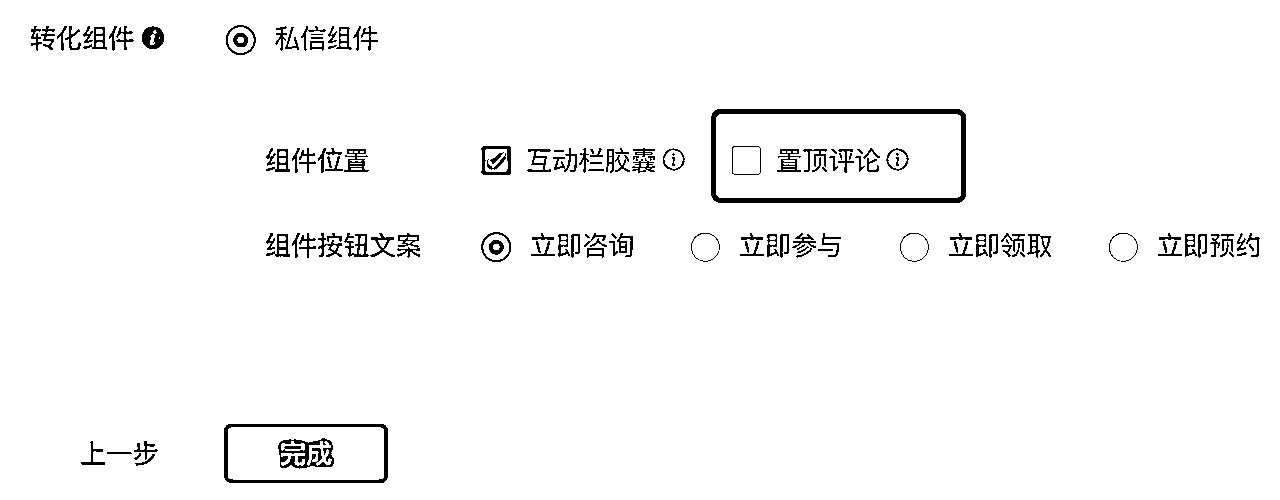 转化组件 私信组件
组件位置 互动栏胶囊 置顶评论
组件按钮文案 立即咨询 立即参与 立即领取 立即预约
上一步 完成